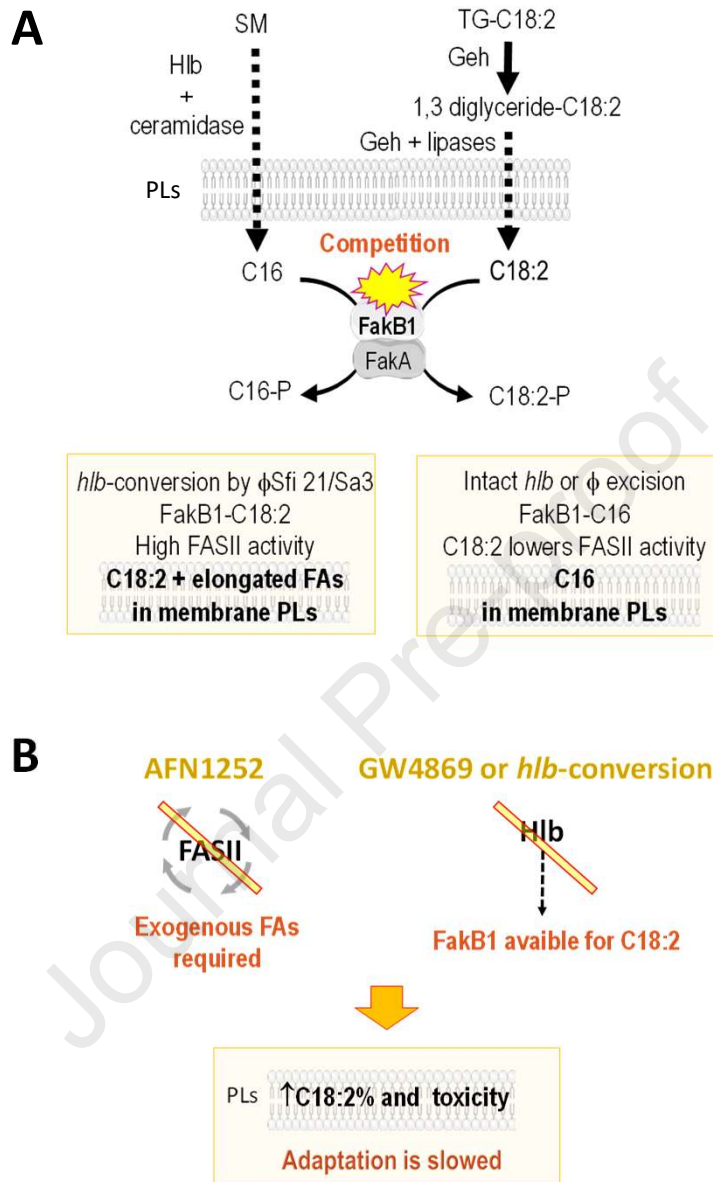 A
SM
TG-C18:2
Hlb
+
ceramidase
Geh
1,3 diglyceride-C18:2
Geh + lipases
PLs
Competition
C16
C18:2
FakB1
FakA
C16-P
C18:2-P
hlb-conversion by ϕSfi 21/Sa3
FakB1-C18:2
High FASII activity
C18:2 + elongated FAs
in membrane PLs
Intact hlb or ϕ excision
FakB1-C16
C18:2 lowers FASII activity
C16
in membrane PLs
Journal Pre-proof
B
AFN1252
GW4869 or hlb-conversion
FASII
Hlb
Exogenous FAs
required
FakB1 avaible for C18:2
PLs
↑C18:2% and toxicity
Adaptation is slowed